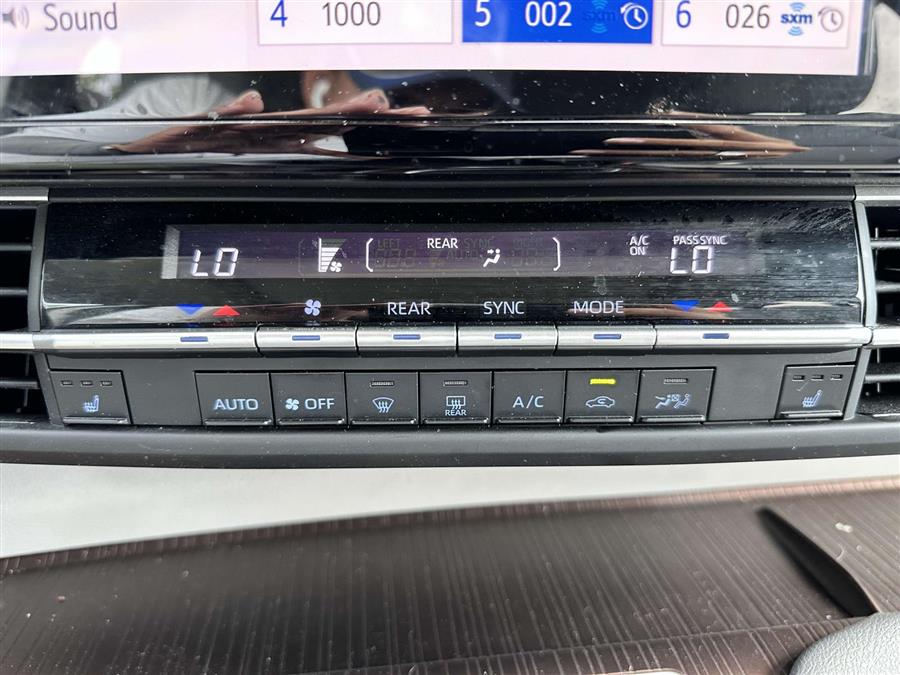 Sound
4 1000
5 002 sxm
6 026 sxm
LO
REAR
A/C ON
PASS SYNC
LO
REAR SYNC MODE
AUTO OFF REAR A/C